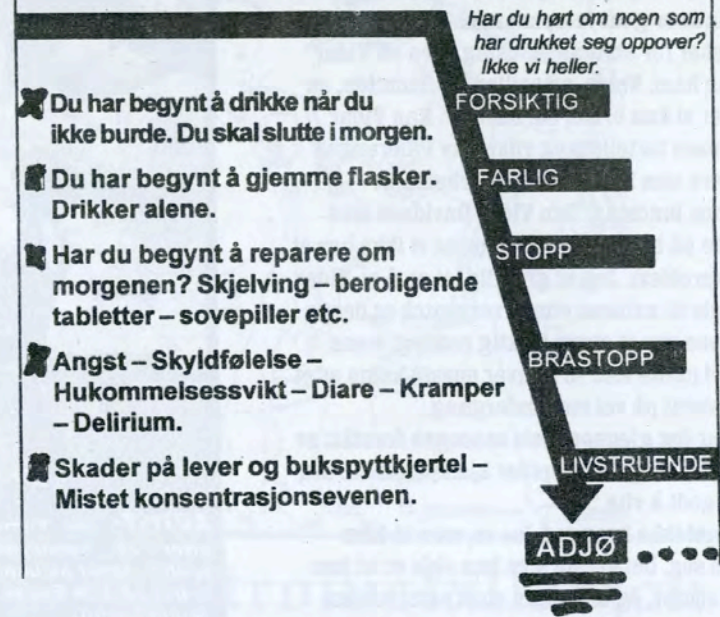 Har du hørt om noen som
har drukket seg oppover?
Ikke vi heller.
Du har begynt å drikke når du
ikke burde. Du skal slutte i morgen.
FORSIKTIG
Du har begynt å gjemme flasker.
Drikker alene.
FARLIG
Har du begynt å reparere om
morgenen? Skjelving – beroligende
tabletter – sovepiller etc.
STOPP
Angst – Skyldfølelse –
Hukommelsessvikt – Diare – Kramper
– Delirium.
BRÅSTOPP
Skader på lever og bukspyttkjertel –
Mistet konsentrasjonsevenen.
LIVSTRUENDE
ADJØ